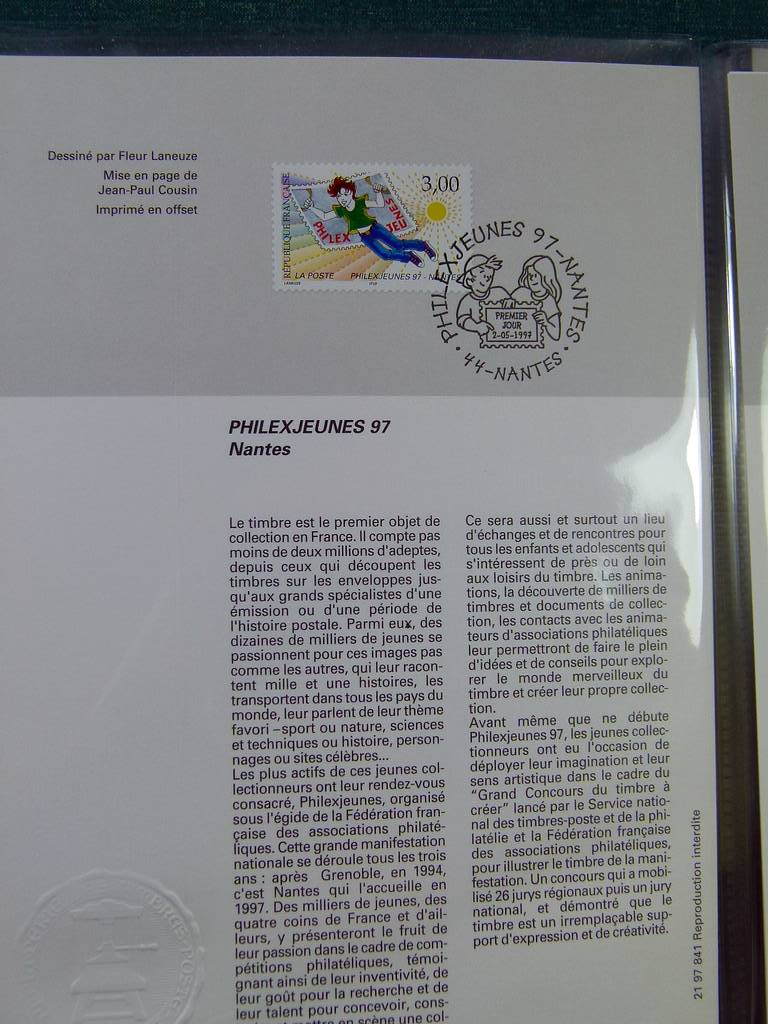 Dessiné par Fleur Laneuze
Mise en page de
Jean-Paul Cousin
Imprimé en offset
RÉPUBLIQUE FRANÇAISE
3,00
PHILEX JEUNES
LA POSTE PHILEXJEUNES 97 - NANTES
PHILEXJEUNES 97-NANTES
PREMIER
JOUR
2-05-1997
44-NANTES
PHILEXJEUNES 97
Nantes
Le timbre est le premier objet de
collection en France. Il compte pas
moins de deux millions d'adeptes,
depuis ceux qui découpent les
timbres sur les enveloppes jus-
qu'aux grands spécialistes d'une
émission ou d'une période de
l'histoire postale. Parmi eux, des
dizaines de milliers de jeunes se
passionnent pour ces images pas
comme les autres, qui leur racon-
tent mille et une histoires, les
transportent dans tous les pays du
monde, leur parlent de leur thème
favori –sport ou nature, sciences
et techniques ou histoire, person-
nages ou sites célèbres...
Les plus actifs de ces jeunes col-
lectionneurs ont leur rendez-vous
consacré, Philexjeunes, organisé
sous l'égide de la Fédération fran-
çaise des associations philaté-
liques. Cette grande manifestation
nationale se déroule tous les trois
ans : après Grenoble, en 1994,
c'est Nantes qui l'accueille en
1997. Des milliers de jeunes, des
quatre coins de France et d'ail-
leurs, y présenteront le fruit de
leur passion dans le cadre de com-
pétitions philatéliques, témoi-
gnant ainsi de leur inventivité, de
leur goût pour la recherche et de
leur talent pour concevoir, cons-
mettre en scène une col-
Ce sera aussi et surtout un lieu
d'échanges et de rencontres pour
tous les enfants et adolescents qui
s'intéressent de près ou de loin
aux loisirs du timbre. Les anima-
tions, la découverte de milliers de
timbres et documents de collec-
tion, les contacts avec les anima-
teurs d'associations philatéliques
leur permettront de faire le plein
d'idées et de conseils pour explo-
rer le monde merveilleux du
timbre et créer leur propre collec-
tion.
Avant même que ne débute
Philexjeunes 97, les jeunes collec-
tionneurs ont eu l'occasion de
déployer leur imagination et leur
sens artistique dans le cadre du
"Grand Concours du timbre à
créer" lancé par le Service natio-
nal des timbres-poste et de la phi-
latélie et la Fédération française
des associations philatéliques,
pour illustrer le timbre de la mani-
festation. Un concours qui a mobi-
lisé 26 jurys régionaux puis un jury
national, et démontré que le
timbre est un irremplaçable sup-
port d'expression et de créativité.
21 97 841 Reproduction interdite